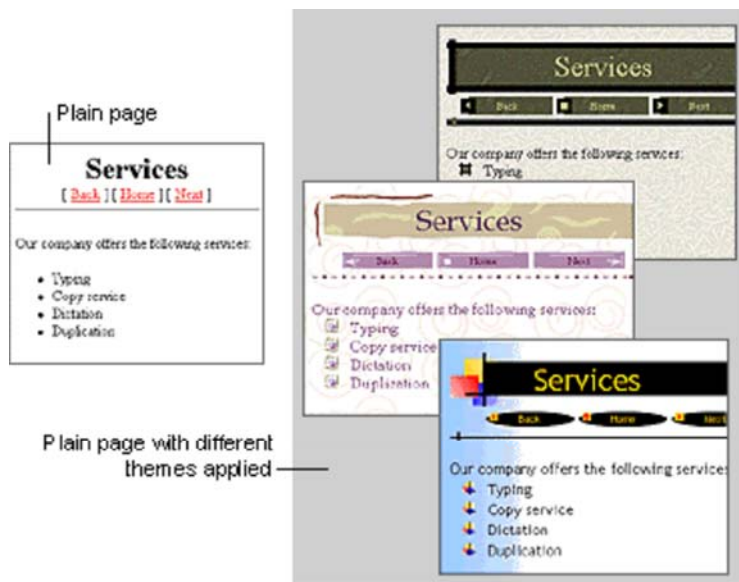 Plain page
Services
[ Back ] [ Home ] [ Next ]
Our company offers the following services:
Typing
Copy service
Dictation
Duplication
Plain page with different
themes applied
Services
Back Home Next
Our company offers the following services:
Typing
Services
Back Home Next
Our company offers the following services:
Typing
Copy service
Dictation
Duplication
Services
Back Home Next
Our company offers the following service
Typing
Copy service
Dictation
Duplication